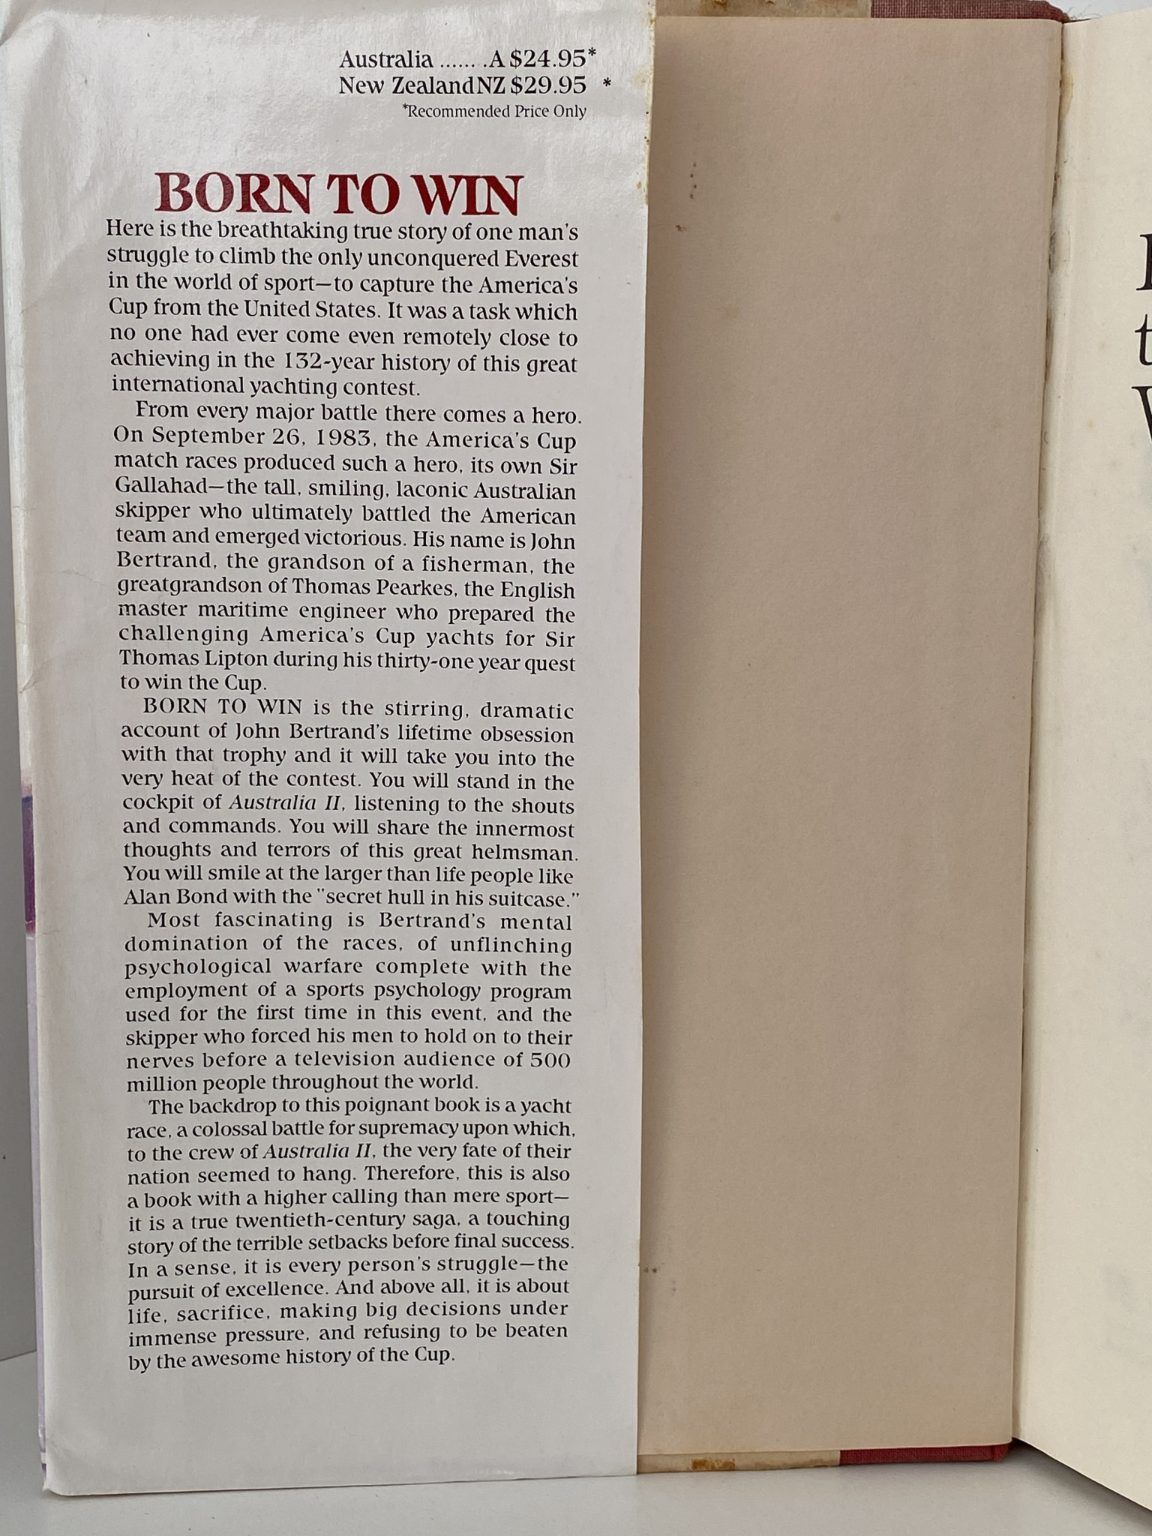 Australia ...... .A $24.95*
New Zealand NZ $29.95 *
*Recommended Price Only
BORN TO WIN
Here is the breathtaking true story of one man's
struggle to climb the only unconquered Everest
in the world of sport—to capture the America's
Cup from the United States. It was a task which
no one had ever come even remotely close to
achieving in the 132-year history of this great
international yachting contest.
From every major battle there comes a hero.
On September 26, 1983, the America's Cup
match races produced such a hero, its own Sir
Gallahad—the tall, smiling, laconic Australian
skipper who ultimately battled the American
team and emerged victorious. His name is John
Bertrand, the grandson of a fisherman, the
greatgrandson of Thomas Pearkes, the English
master maritime engineer who prepared the
challenging America's Cup yachts for Sir
Thomas Lipton during his thirty-one year quest
to win the Cup.
BORN TO WIN is the stirring, dramatic
account of John Bertrand's lifetime obsession
with that trophy and it will take you into the
very heat of the contest. You will stand in the
cockpit of Australia II, listening to the shouts
and commands. You will share the innermost
thoughts and terrors of this great helmsman.
You will smile at the larger than life people like
Alan Bond with the "secret hull in his suitcase."
Most fascinating is Bertrand's mental
domination of the races, of unflinching
psychological warfare complete with the
employment of a sports psychology program
used for the first time in this event, and the
skipper who forced his men to hold on to their
nerves before a television audience of 500
million people throughout the world.
The backdrop to this poignant book is a yacht
race, a colossal battle for supremacy upon which,
to the crew of Australia II, the very fate of their
nation seemed to hang. Therefore, this is also
a book with a higher calling than mere sport—
it is a true twentieth-century saga, a touching
story of the terrible setbacks before final success.
In a sense, it is every person's struggle—the
pursuit of excellence. And above all, it is about
life, sacrifice, making big decisions under
immense pressure, and refusing to be beaten
by the awesome history of the Cup.